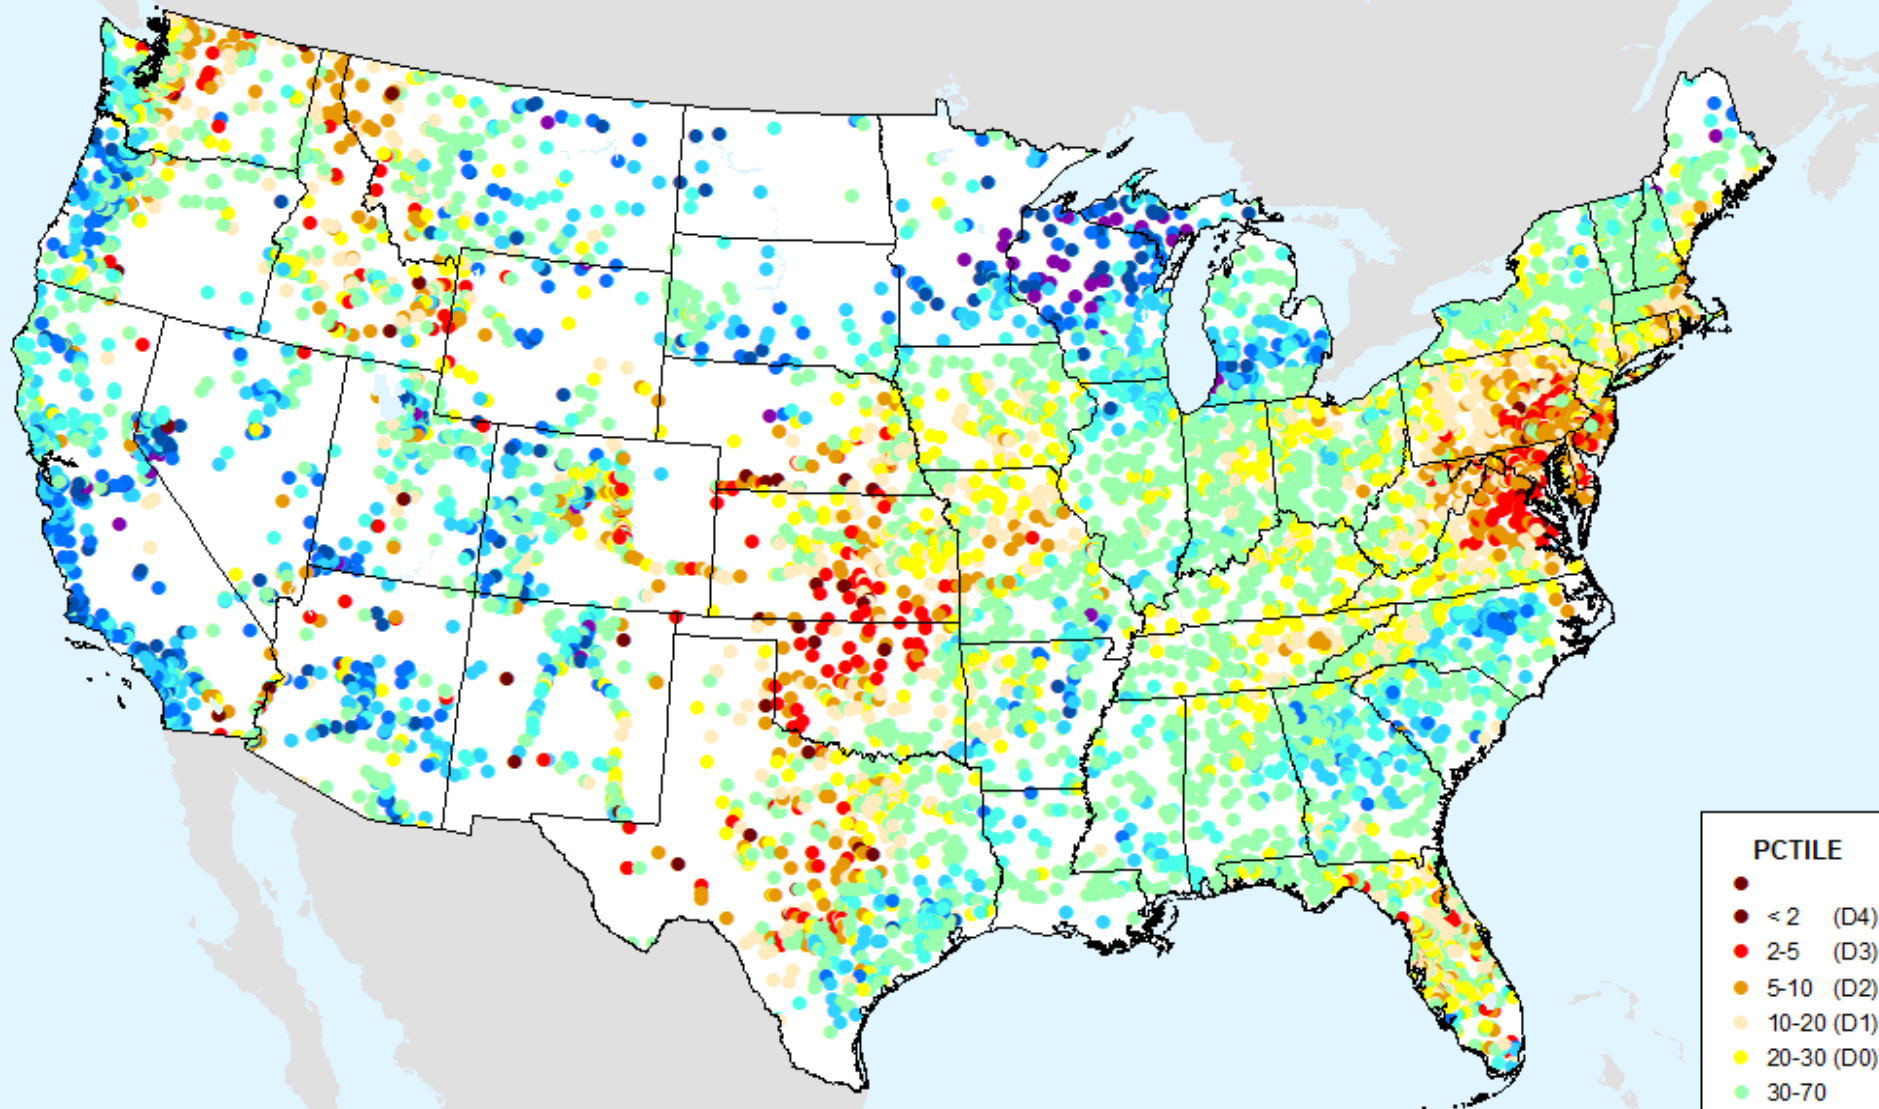 PCTILE
< 2 (D4)
2-5 (D3)
5-10 (D2)
10-20 (D1)
20-30 (D0)
30-70